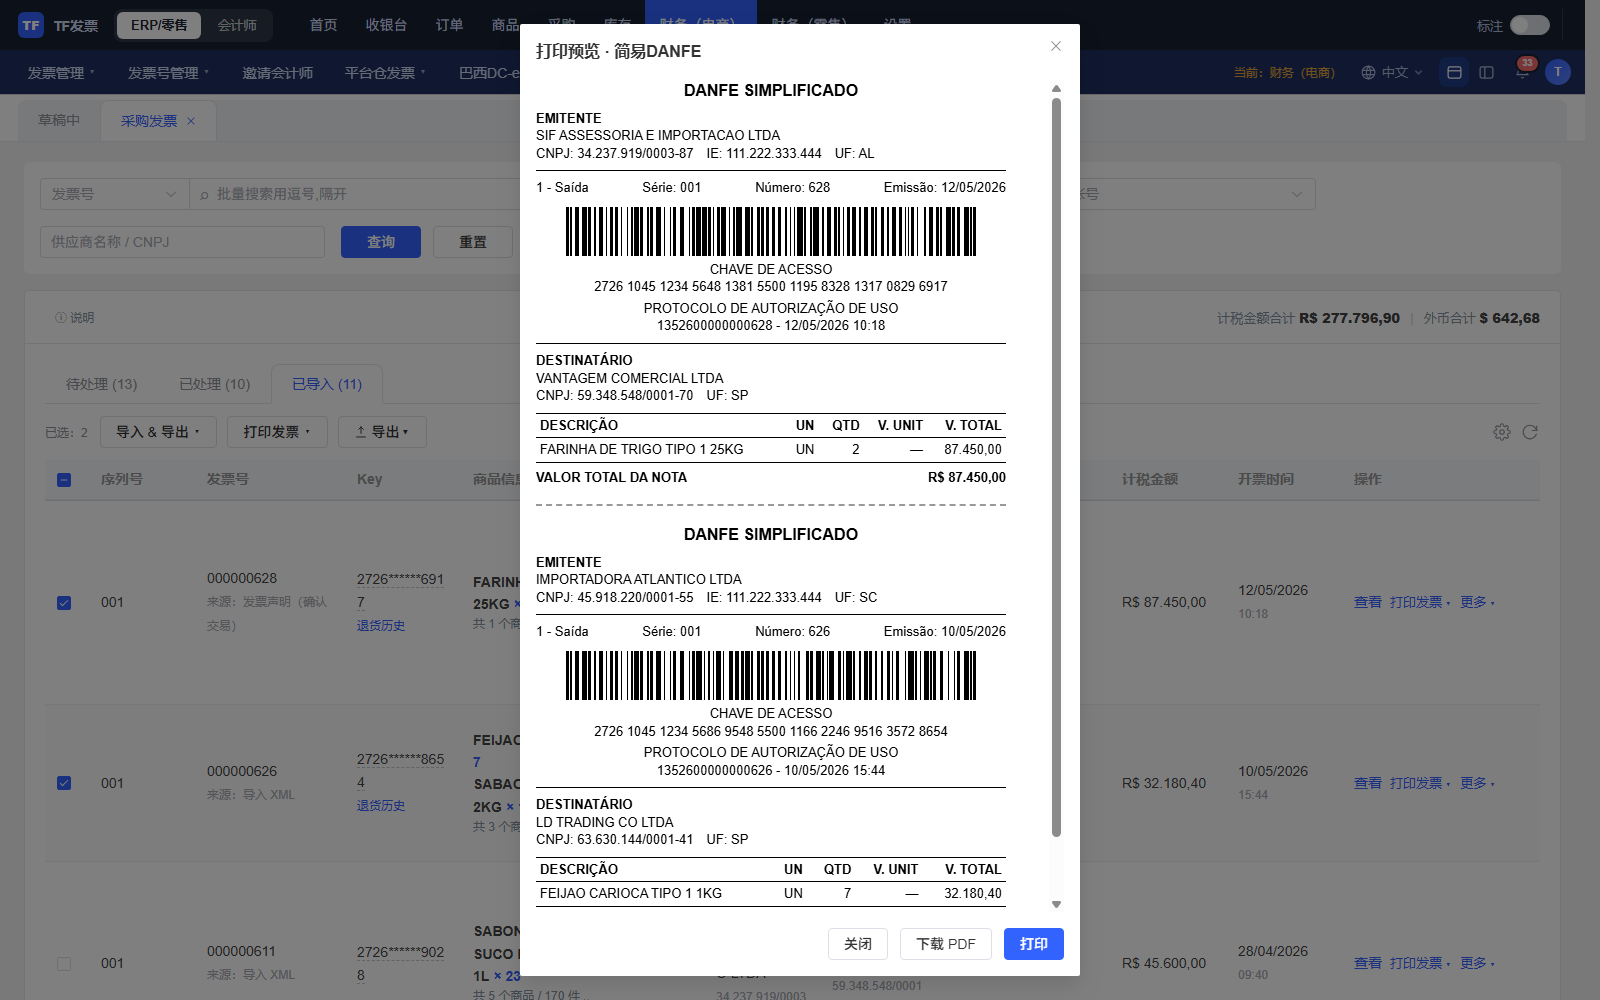 TF TF发票 ERP/零售 会计师 首页 收银台 订单 商品 标注
发票管理 发票号管理 邀请会计师 平台仓发票 巴西DC-e 当前：财务（电商） 中文 33 T
草稿中 采购发票 ×
发票号 批量搜索用逗号,隔开
供应商名称 / CNPJ 查询 重置
说明 计税金额合计 R$ 277.796,90 | 外币合计 $ 642,68
待处理 (13) 已处理 (10) 已导入 (11)
已选：2 导入 & 导出 打印发票 导出
序列号 发票号 Key 商品信息 计税金额 开票时间 操作
001
000000628
来源：发票声明（确认
交易）
2726******691
7
退货历史
FARINH
25KG ×
共 1 个商
R$ 87.450,00
12/05/2026
10:18
查看 打印发票 更多
001
000000626
来源：导入 XML
2726******865
4
退货历史
FEIJAO
7
SABAO
2KG ×
共 3 个商
R$ 32.180,40
10/05/2026
15:44
查看 打印发票 更多
001
000000611
来源：导入 XML
2726******902
8
SABON
SUCO
1L × 23
共 5 个商品 / 170 件 ..
34.237.919/0003
59.348.548/0001
R$ 45.600,00
28/04/2026
09:40
查看 打印发票 更多
打印预览 · 简易DANFE
DANFE SIMPLIFICADO
EMITENTE
SIF ASSESSORIA E IMPORTACAO LTDA
CNPJ: 34.237.919/0003-87 IE: 111.222.333.444 UF: AL
1 - Saída Série: 001 Número: 628 Emissão: 12/05/2026
CHAVE DE ACESSO
2726 1045 1234 5648 1381 5500 1195 8328 1317 0829 6917
PROTOCOLO DE AUTORIZAÇÃO DE USO
1352600000000628 - 12/05/2026 10:18
DESTINATÁRIO
VANTAGEM COMERCIAL LTDA
CNPJ: 59.348.548/0001-70 UF: SP
DESCRIÇÃO UN QTD V. UNIT V. TOTAL
FARINHA DE TRIGO TIPO 1 25KG UN 2 — 87.450,00
VALOR TOTAL DA NOTA R$ 87.450,00
DANFE SIMPLIFICADO
EMITENTE
IMPORTADORA ATLANTICO LTDA
CNPJ: 45.918.220/0001-55 IE: 111.222.333.444 UF: SC
1 - Saída Série: 001 Número: 626 Emissão: 10/05/2026
CHAVE DE ACESSO
2726 1045 1234 5686 9548 5500 1166 2246 9516 3572 8654
PROTOCOLO DE AUTORIZAÇÃO DE USO
1352600000000626 - 10/05/2026 15:44
DESTINATÁRIO
LD TRADING CO LTDA
CNPJ: 63.630.144/0001-41 UF: SP
DESCRIÇÃO UN QTD V. UNIT V. TOTAL
FEIJAO CARIOCA TIPO 1 1KG UN 7 — 32.180,40
关闭 下载 PDF 打印